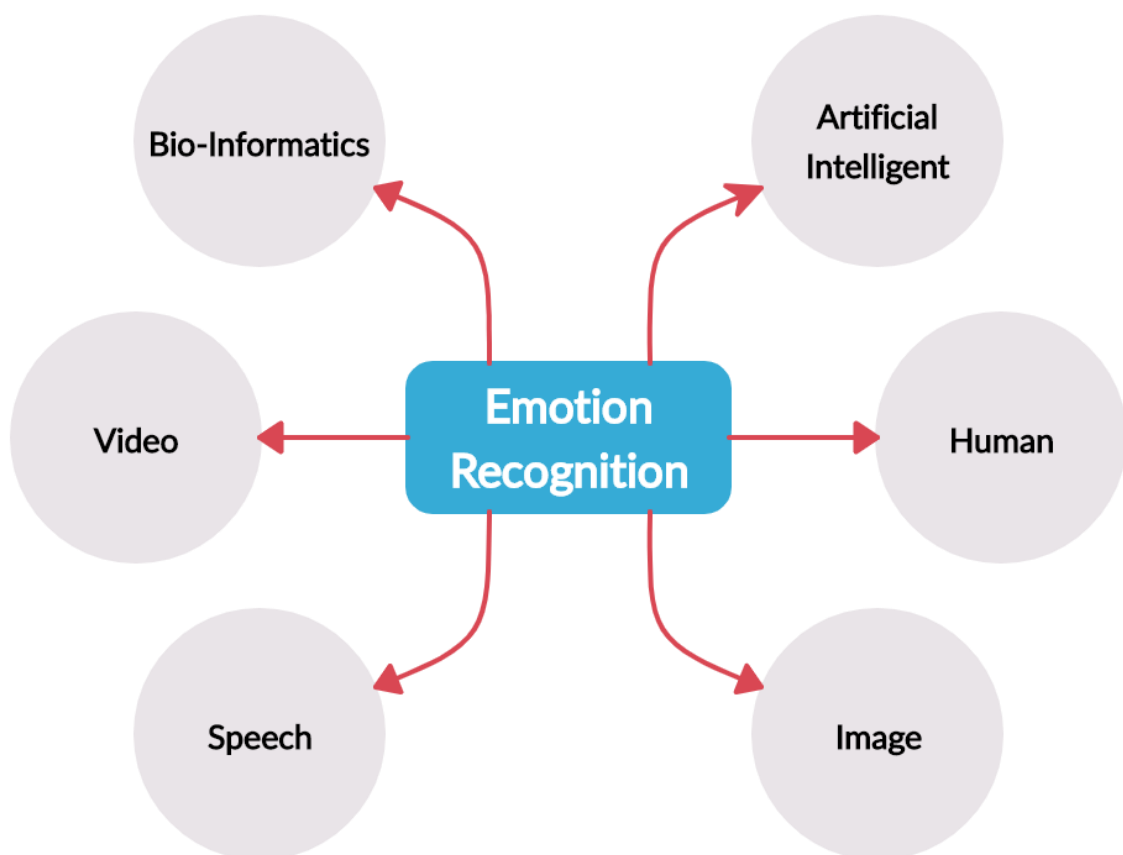 Bio-Informatics
Artificial
Intelligent
Emotion
Recognition
Video
Human
Speech
Image